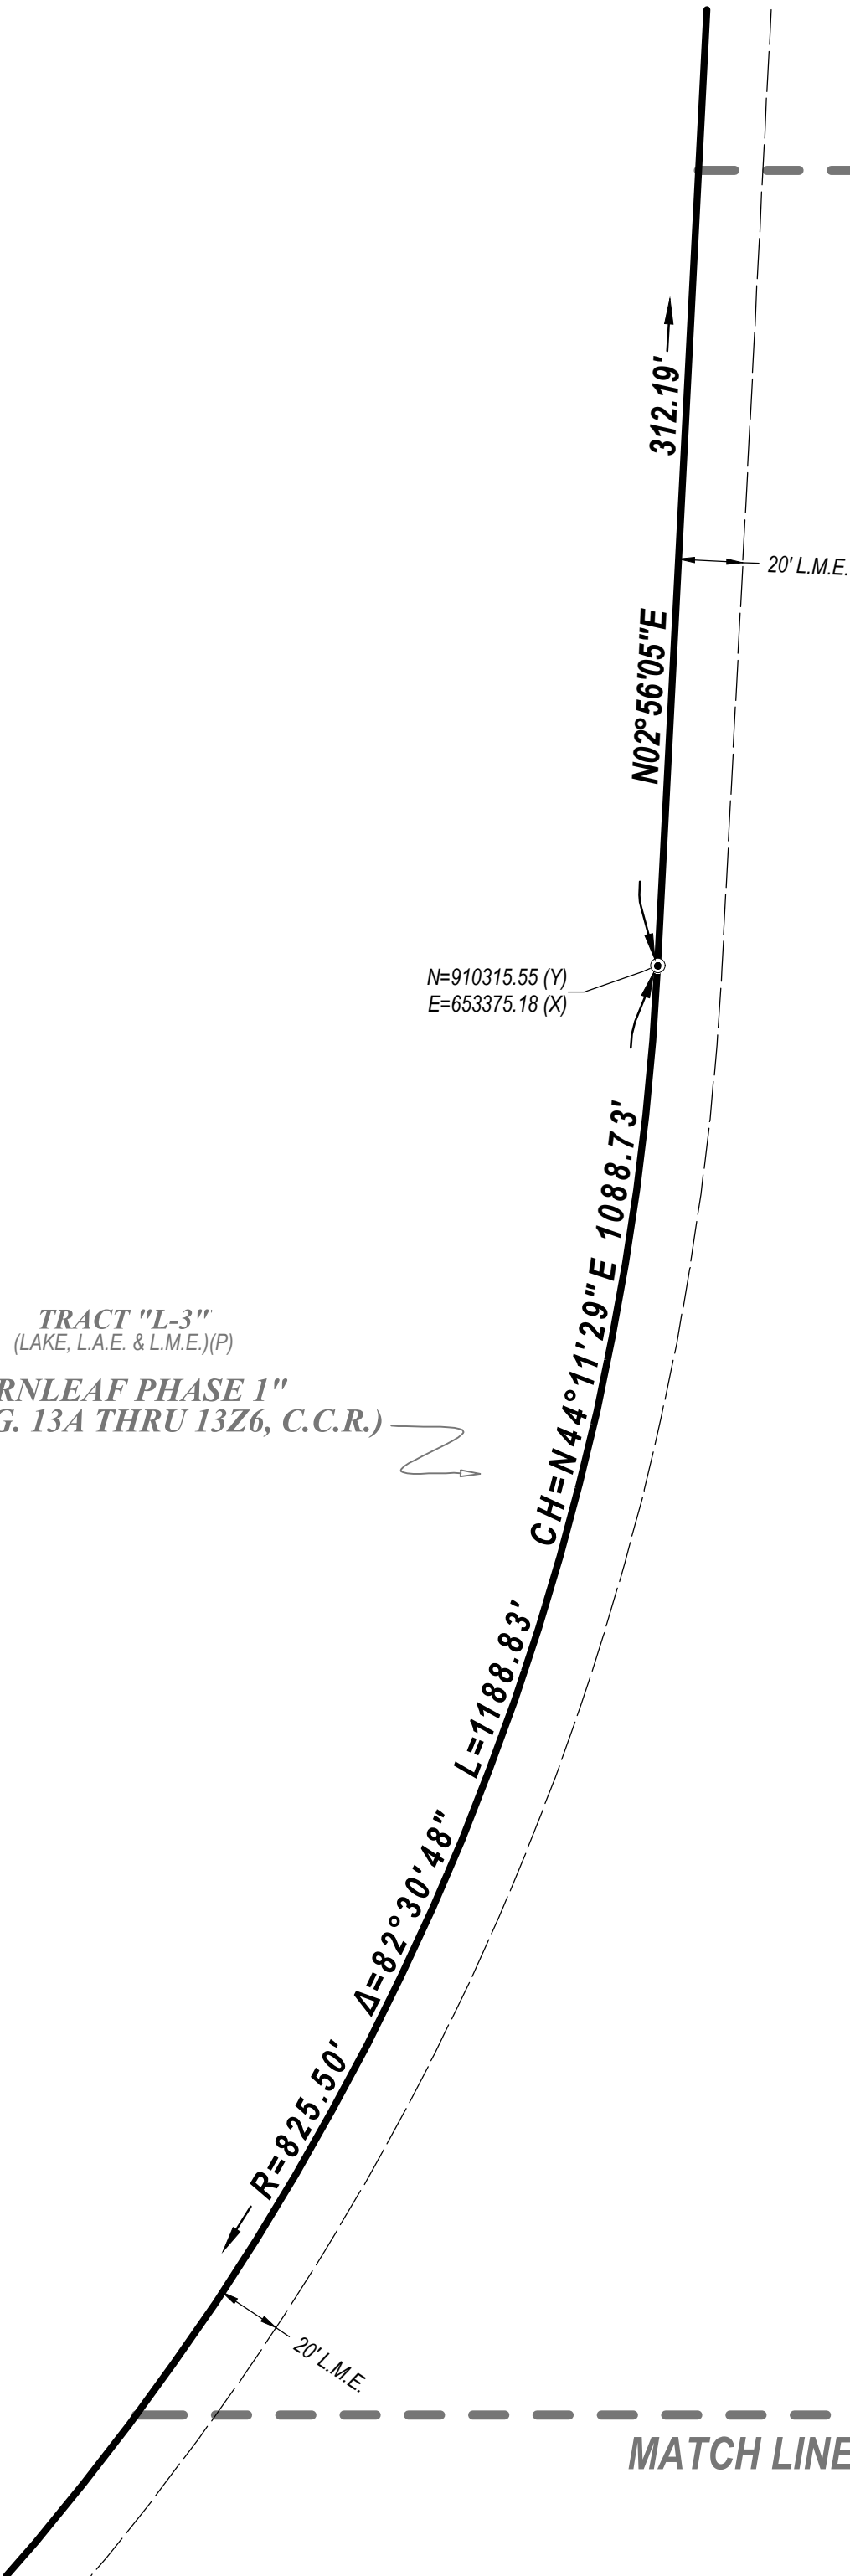 312.19'
20' L.M.E.
N02°56'05"E
N=910315.55 (Y)
E=653375.18 (X)
CH=N44°11'29"E 1088.73'
TRACT "L-3"
(LAKE, L.A.E. & L.M.E.)(P)
RNLEAF PHASE 1"
G. 13A THRU 13Z6, C.C.R.)
L=1188.83'
Δ=82°30'48"
R=825.50'
20' L.M.E.
MATCH LINE